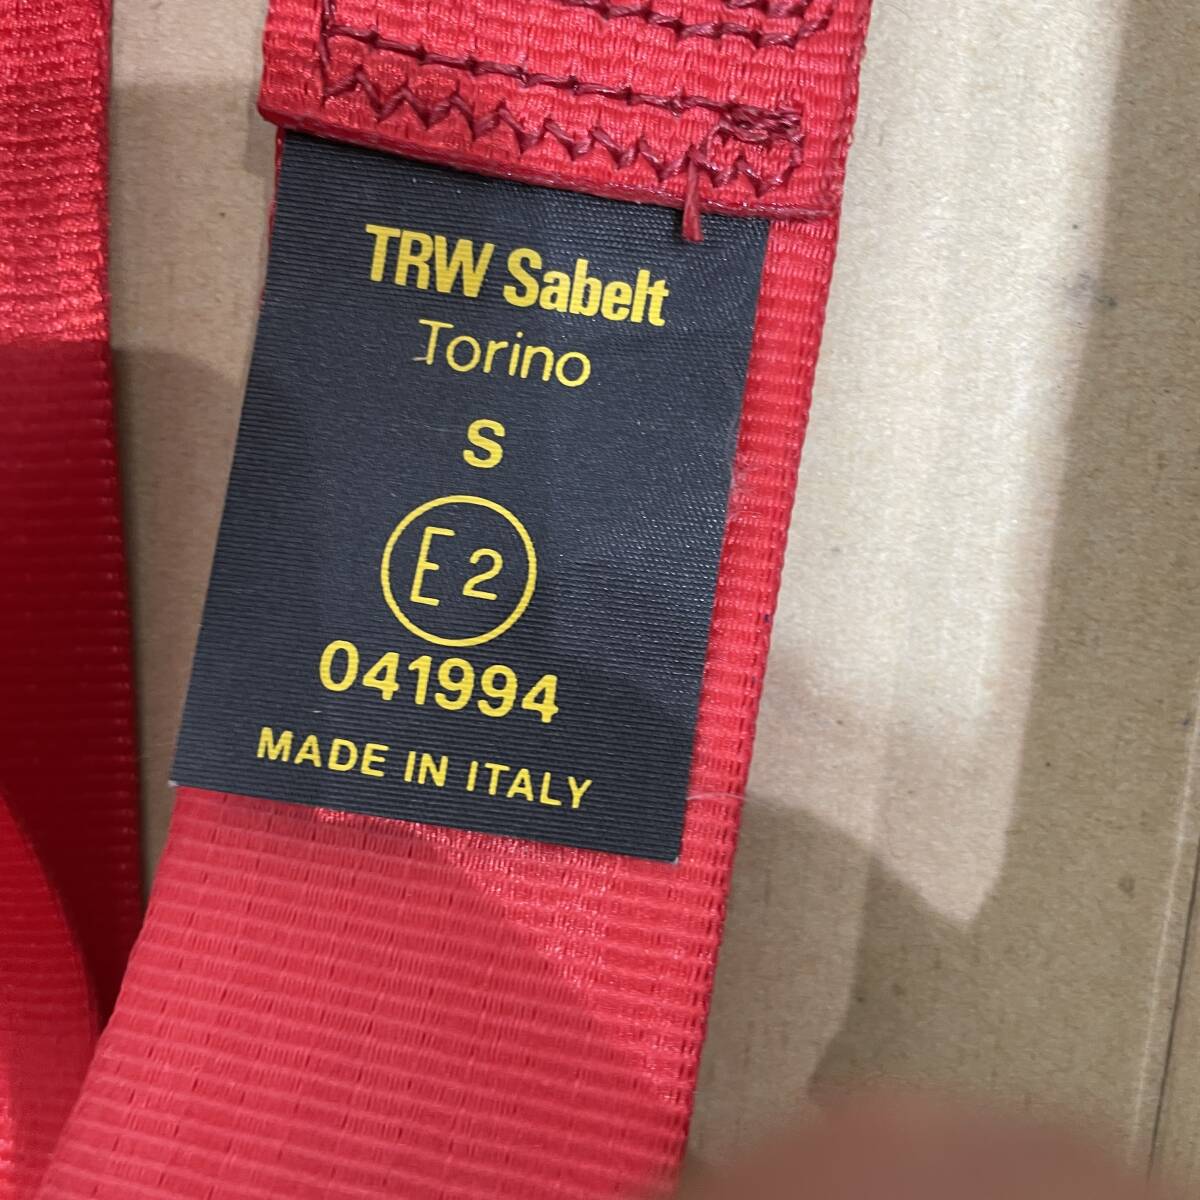 TRW Sabelt
Torino
S
E2
041994
MADE IN ITALY